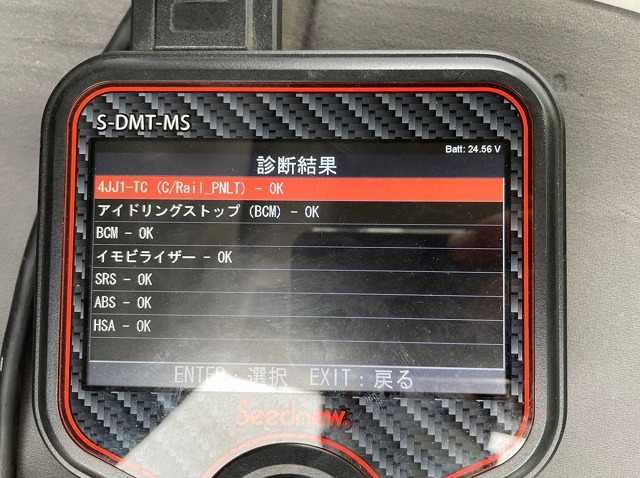 S-DMT-MS
Batt: 24.56 V
診断結果
4JJ1-TC (C/Rail_PNLT) - OK
アイドリングストップ (BCM) - OK
BCM - OK
イモビライザー - OK
SRS - OK
ABS - OK
HSA - OK
ENTER : 選択 EXIT : 戻る
Seednew®